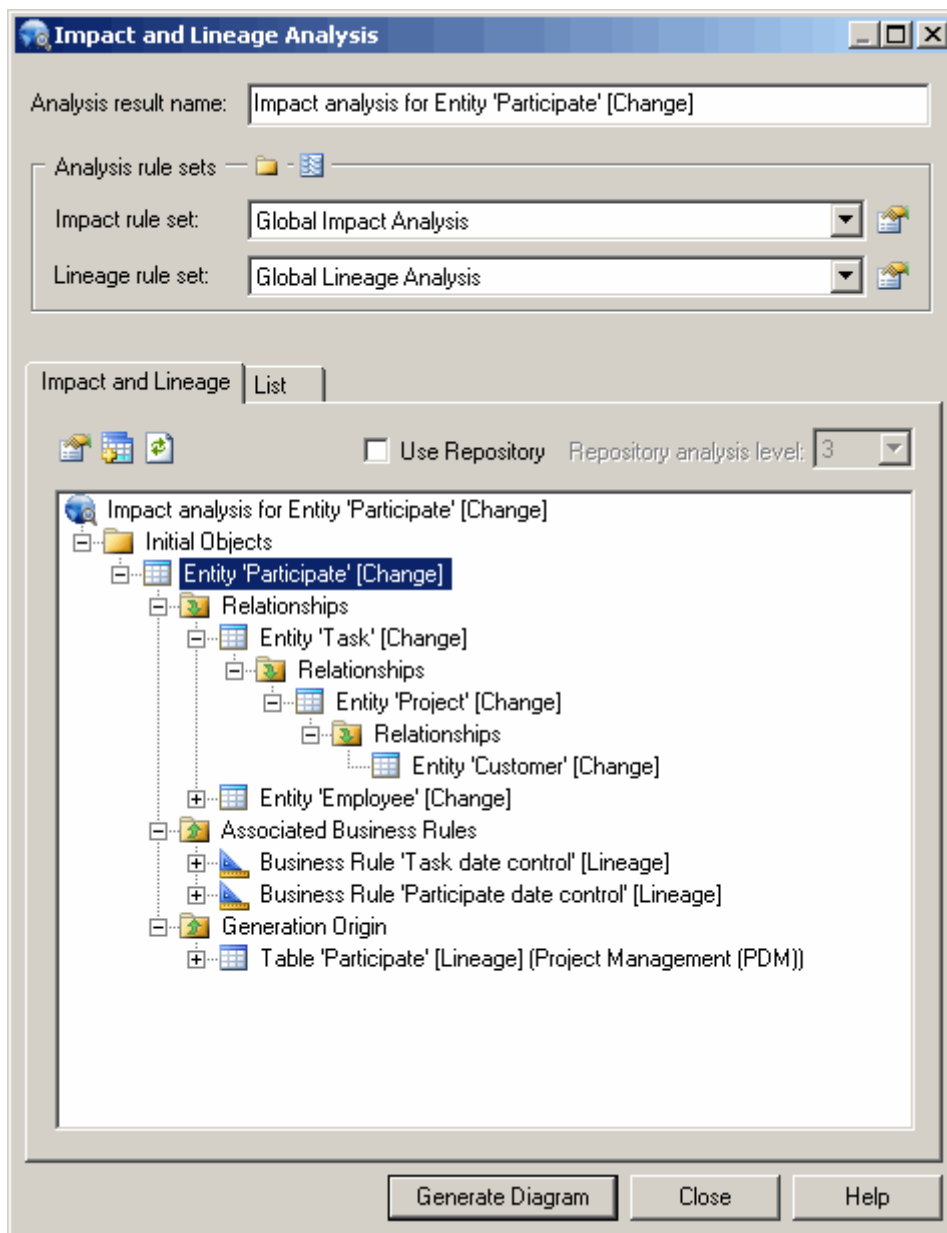 Impact and Lineage Analysis
Analysis result name: Impact analysis for Entity 'Participate' [Change]
Analysis rule sets
Impact rule set: Global Impact Analysis
Lineage rule set: Global Lineage Analysis
Impact and Lineage List
Use Repository Repository analysis level: 3
Impact analysis for Entity 'Participate' [Change]
Initial Objects
Entity 'Participate' [Change]
Relationships
Entity 'Task' [Change]
Relationships
Entity 'Project' [Change]
Relationships
Entity 'Customer' [Change]
Entity 'Employee' [Change]
Associated Business Rules
Business Rule 'Task date control' [Lineage]
Business Rule 'Participate date control' [Lineage]
Generation Origin
Table 'Participate' [Lineage] (Project Management (PDM))
Generate Diagram Close Help